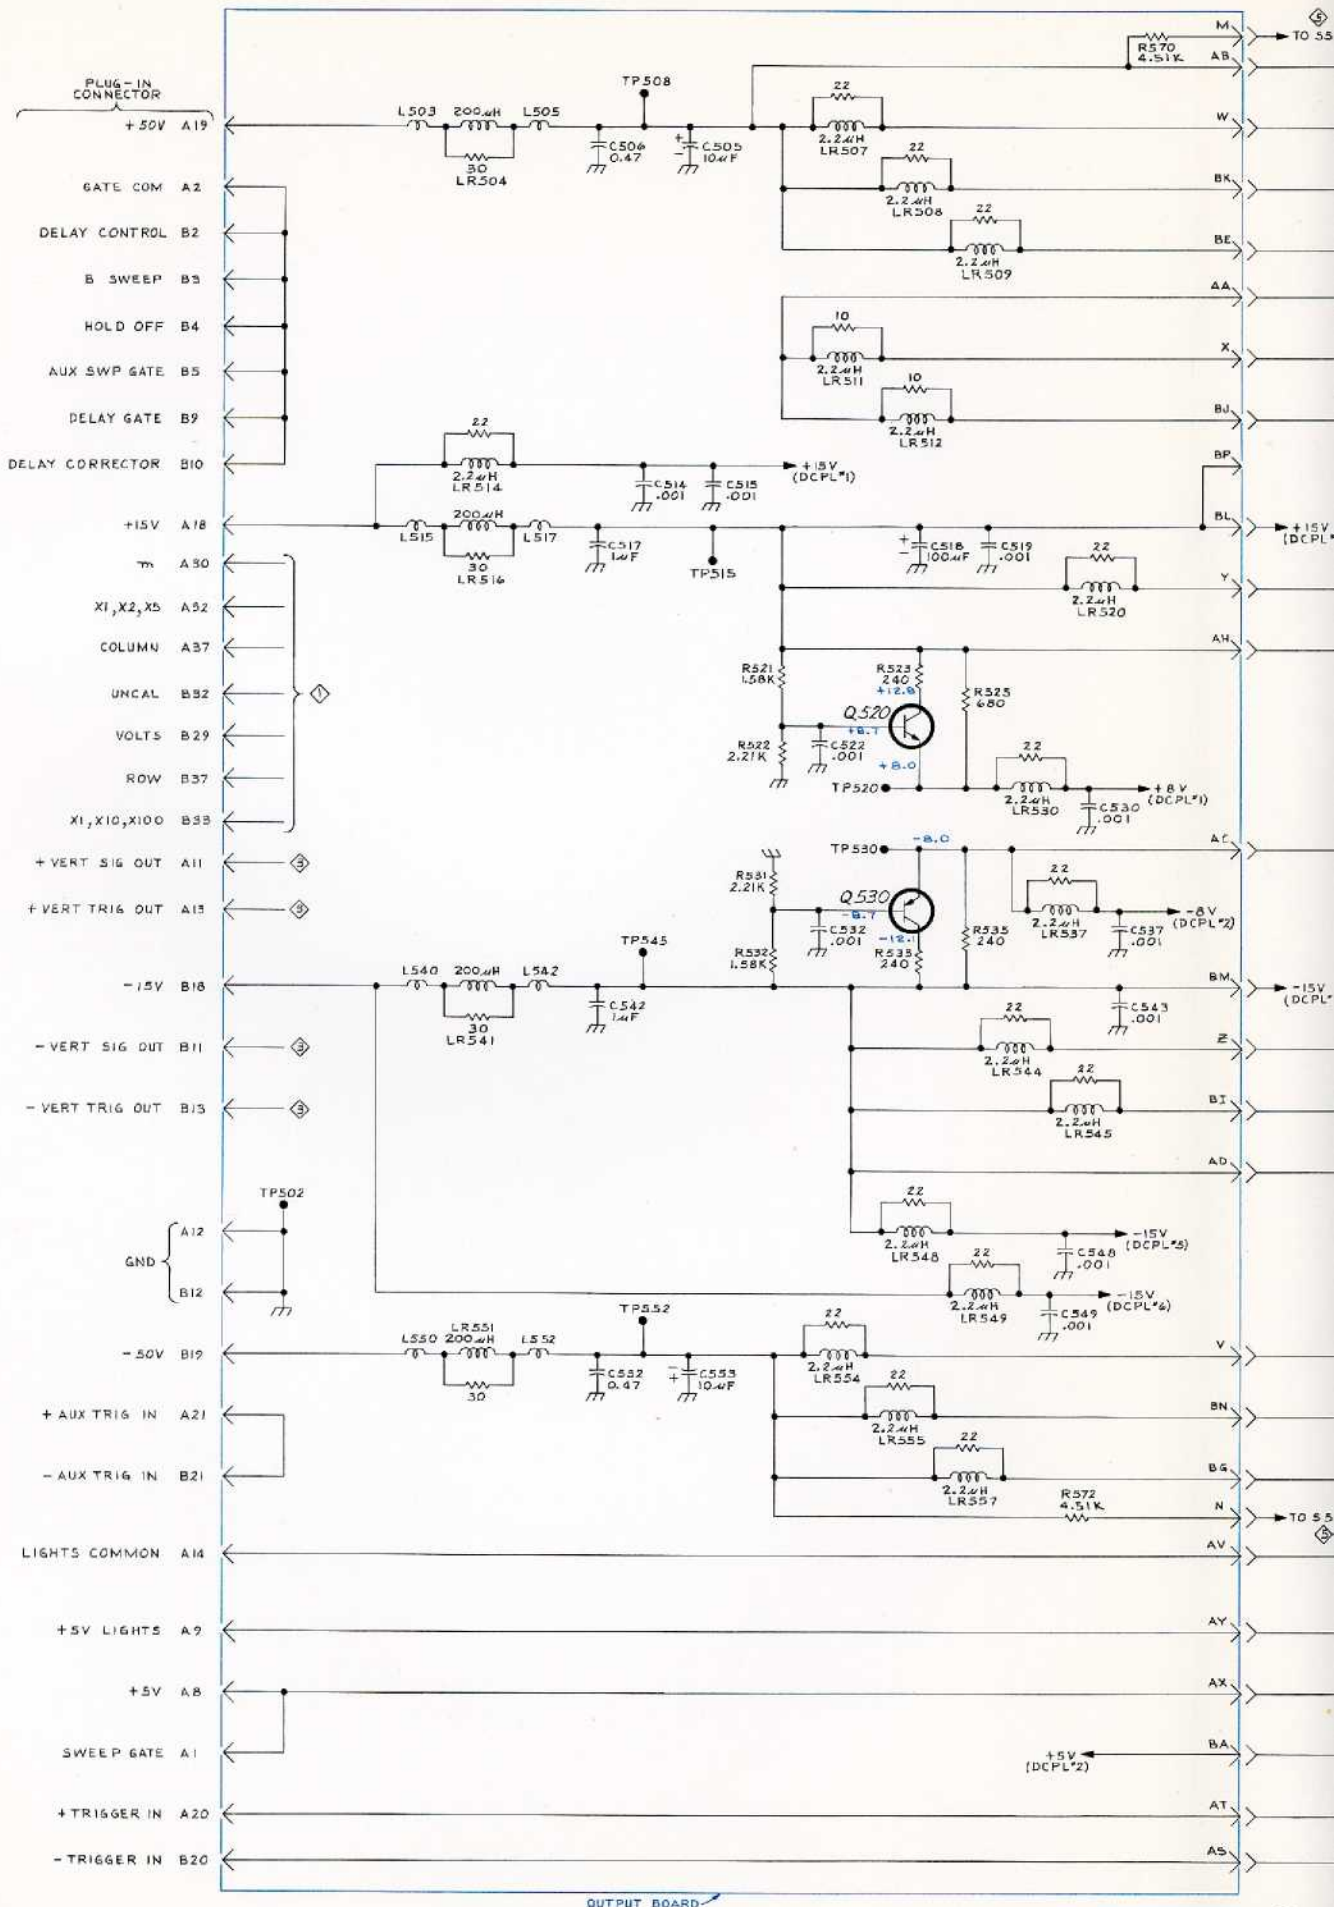 M
TO 55
R570
4.51K
AB
PLUG-IN
CONNECTOR
TP508
22
+50V A19
L503 200µH L505
W
C506
0.47
+
-
C505
10µF
2.2µH
LR507
30
LR504
22
GATE COM A2
BK
2.2µH
LR508
22
DELAY CONTROL B2
BE
2.2µH
LR509
B SWEEP B3
AA
HOLD OFF B4
10
X
AUX SWP GATE B5
2.2µH
LR511
10
DELAY GATE B9
BJ
22
2.2µH
LR512
DELAY CORRECTOR B10
BP
2.2µH
LR514
C514
.001
C515
.001
+15V
(DCPL#1)
+15V A18
200µH
L515
L517
BL
+15V
(DCPL#
C517
1µF
+
-
C518
100µF
C519
.001
30
LR516
TP515
22
A30
X1,X2,X5 A32
Y
2.2µH
LR520
COLUMN A37
AH
R521
1.58K
R523
240
+12.8
R525
680
UNCAL B32
1
Q520
VOLTS B29
+8.7
R522
2.21K
C522
.001
+8.0
22
ROW B37
TP520
+8V
(DCPL#1)
2.2µH
LR530
C530
.001
X1,X10,X100 B33
-8.0
+ VERT SIG OUT A11
3
TP530
AC
R531
2.21K
22
Q530
+ VERT TRIG OUT A13
3
-8.7
-8V
(DCPL#2)
C532
.001
-12.1
2.2µH
LR537
C537
.001
TP545
R532
1.58K
R533
240
R535
240
-15V B18
L540 200µH L542
BM
-15V
(DCPL#
C542
1µF
C543
.001
30
LR541
22
- VERT SIG OUT B11
3
Z
2.2µH
LR544
22
- VERT TRIG OUT B13
3
BI
2.2µH
LR545
AD
TP502
22
A12
2.2µH
LR548
-15V
(DCPL#5)
C548
.001
GND
22
B12
-15V
(DCPL#6)
2.2µH
LR549
C549
.001
TP552
22
LR551
L550 200µH L552
-50V B19
V
C552
0.47
-
+
C553
10µF
2.2µH
LR554
30
22
+ AUX TRIG IN A21
BN
2.2µH
LR555
22
- AUX TRIG IN B21
BG
2.2µH
LR557
R572
4.51K
N
TO 55
5
LIGHTS COMMON A14
AV
+5V LIGHTS A9
AY
+5V A8
AX
SWEEP GATE A1
BA
+5V
(DCPL#2)
+TRIGGER IN A20
AT
-TRIGGER IN B20
AS
OUTPUT BOARD